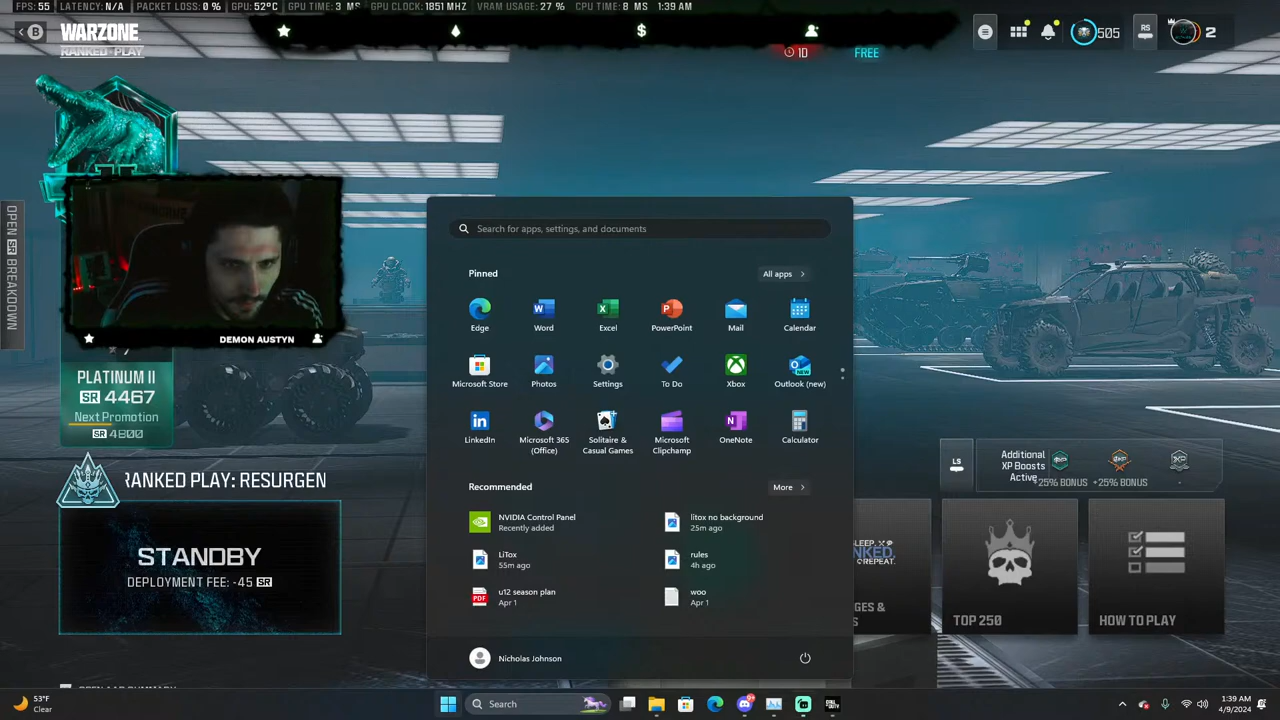 FPS: 55 LATENCY: N/A PACKET LOSS: 0 % GPU: 52°C GPU TIME: 3 MS GPU CLOCK: 1851 MHZ VRAM USAGE: 27 % CPU TIME: 8 MS 1:39 AM
B WARZONE
RANKED PLAY
$
505
RS
2
1D
FREE
OPEN SR BREAKDOWN
DEMON AUSTYN
PLATINUM II
SR 4467
Next Promotion
SR 4800
RANKED PLAY: RESURGEN
STANDBY
DEPLOYMENT FEE: -45 SR
Search for apps, settings, and documents
Pinned
All apps
Edge
Word
Excel
PowerPoint
Mail
Calendar
Microsoft Store
Photos
Settings
To Do
Xbox
Outlook (new)
LinkedIn
Microsoft 365
(Office)
Solitaire &
Casual Games
Microsoft
Clipchamp
OneNote
Calculator
Recommended
More
NVIDIA Control Panel
Recently added
litox no background
25m ago
LiTox
55m ago
rules
4h ago
u12 season plan
Apr 1
woo
Apr 1
Nicholas Johnson
LS
Additional
XP Boosts
Active
+25% BONUS
+25% BONUS
-
TOP 250
HOW TO PLAY
53°F
Clear
Search
1:39 AM
4/9/2024